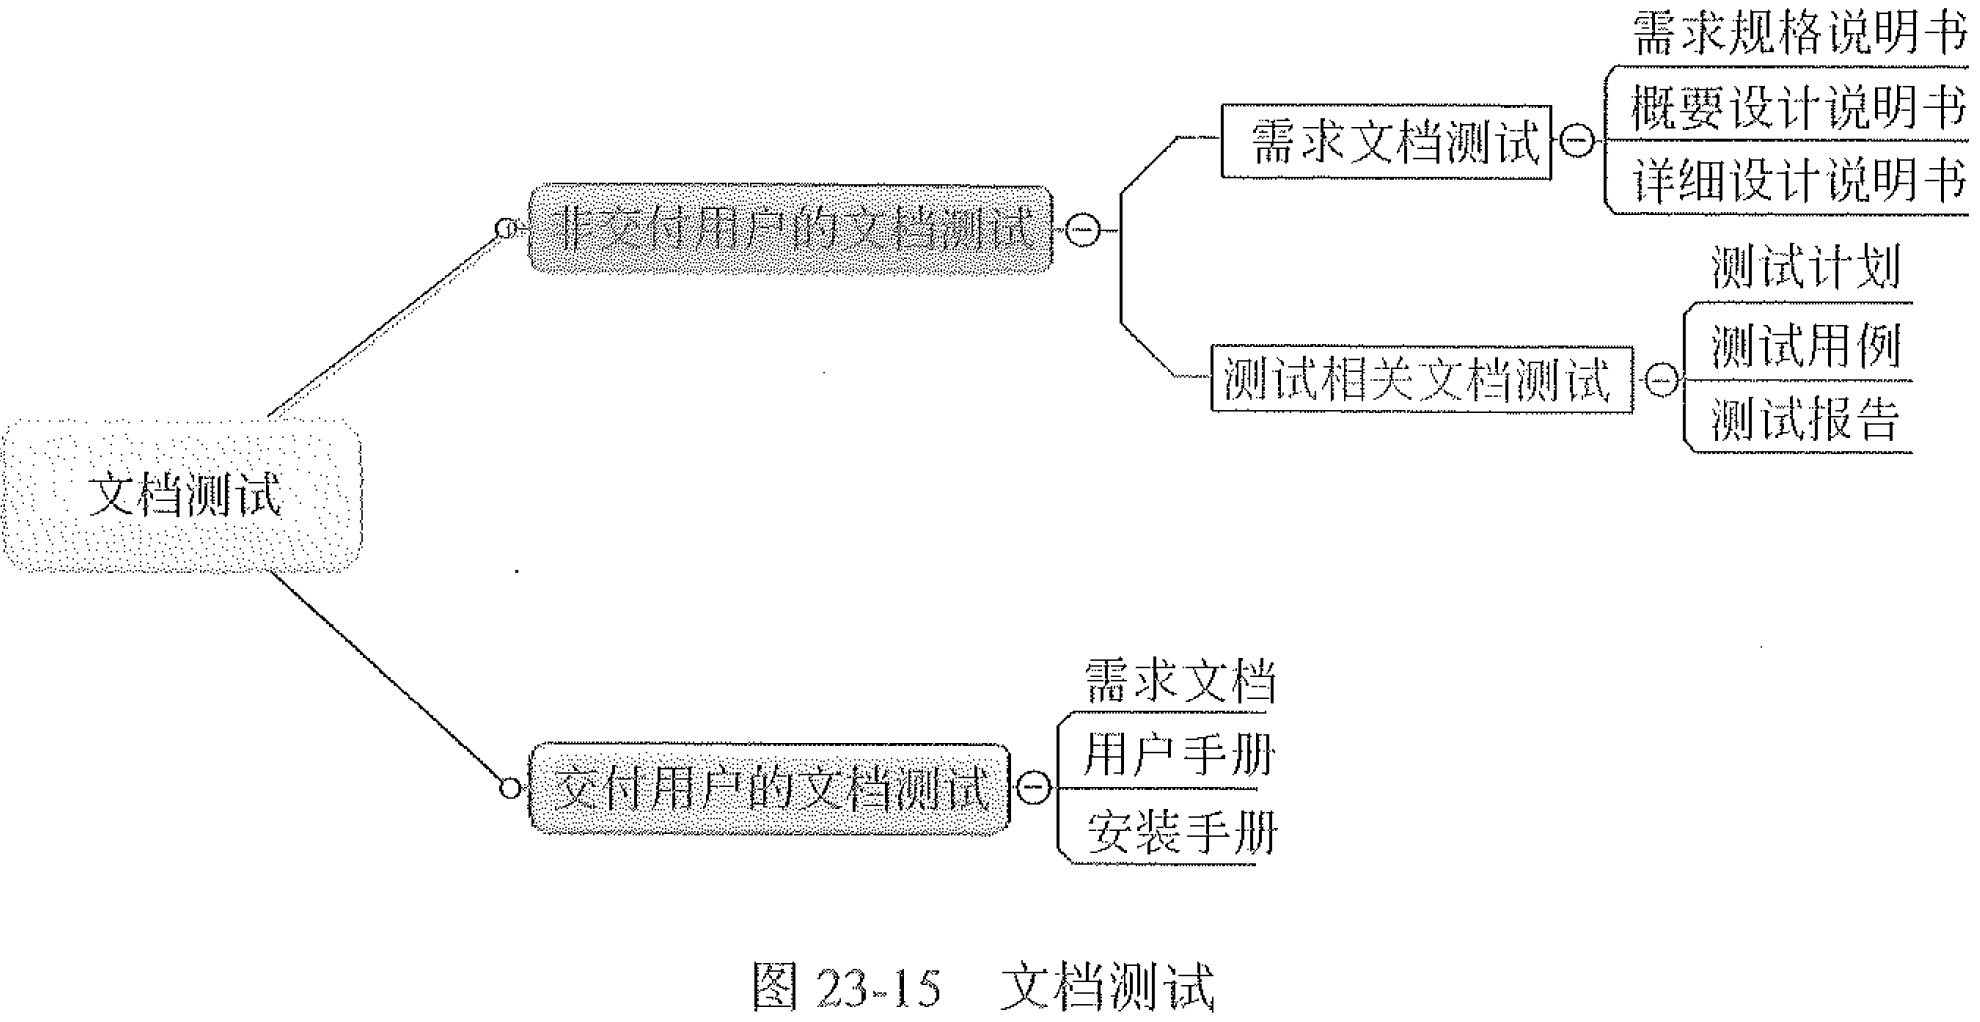 需求规格说明书
概要设计说明书
需求文档测试
详细设计说明书
非交付用户的文档测试
测试计划
测试用例
测试相关文档测试
测试报告
文档测试
需求文档
用户手册
交付用户的文档测试
安装手册
图 23-15 文档测试